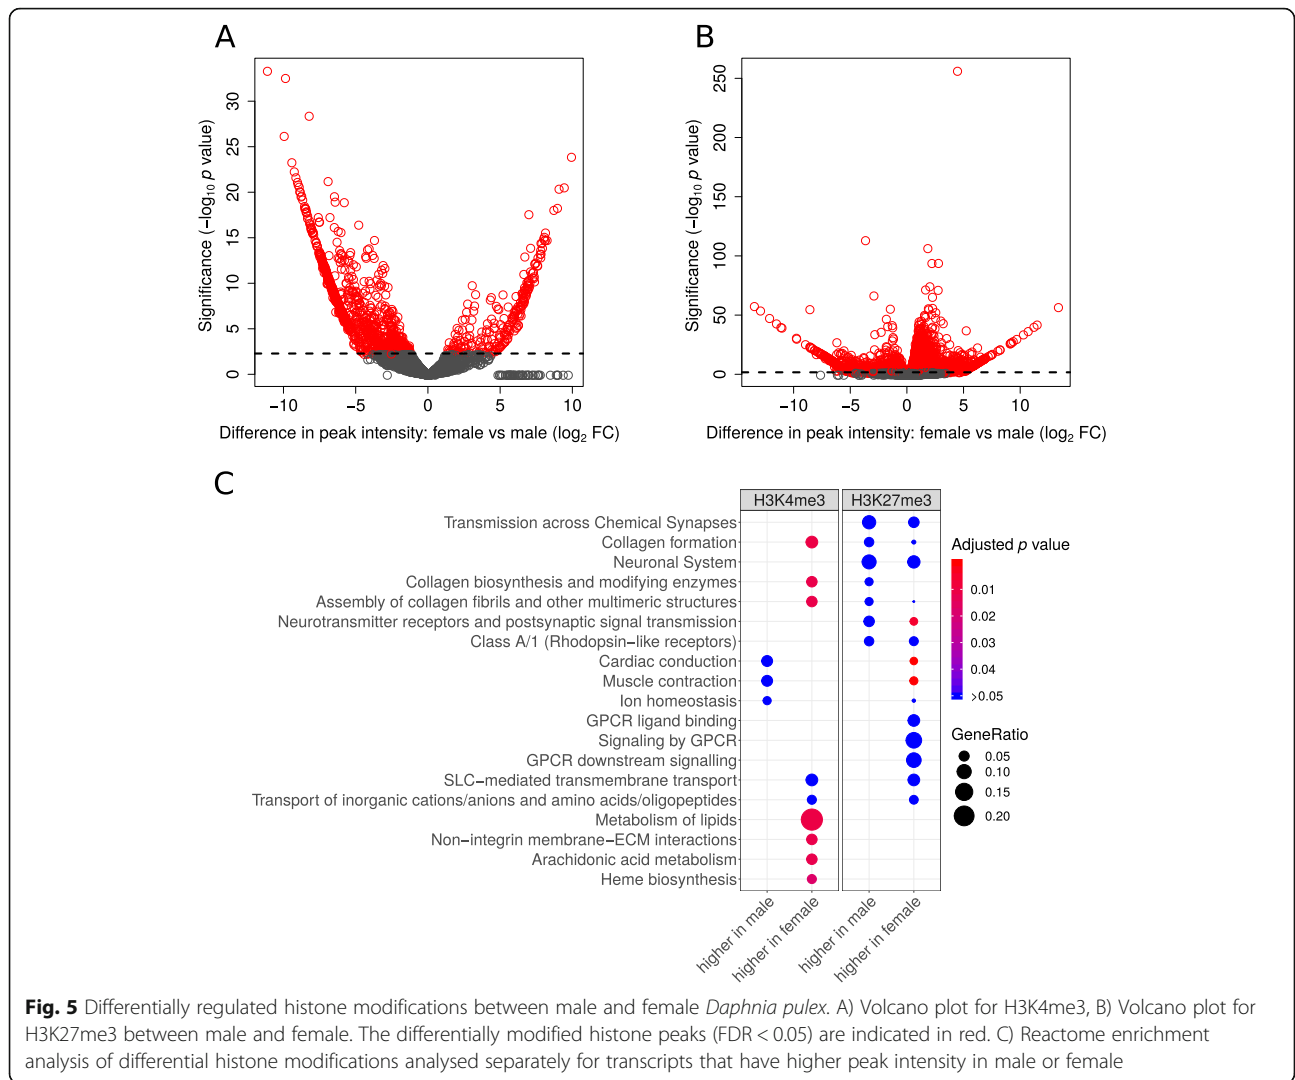 A
B
Significance (−log10 p value)
0
5
10
15
20
25
30
−10
−5
0
5
10
Difference in peak intensity: female vs male (log2 FC)
Significance (−log10 p value)
0
50
100
150
200
250
−10
−5
0
5
10
Difference in peak intensity: female vs male (log2 FC)
C
H3K4me3
H3K27me3
Transmission across Chemical Synapses
Collagen formation
Neuronal System
Collagen biosynthesis and modifying enzymes
Assembly of collagen fibrils and other multimeric structures
Neurotransmitter receptors and postsynaptic signal transmission
Class A/1 (Rhodopsin−like receptors)
Cardiac conduction
Muscle contraction
Ion homeostasis
GPCR ligand binding
Signaling by GPCR
GPCR downstream signalling
SLC−mediated transmembrane transport
Transport of inorganic cations/anions and amino acids/oligopeptides
Metabolism of lipids
Non−integrin membrane−ECM interactions
Arachidonic acid metabolism
Heme biosynthesis
higher in male
higher in female
higher in male
higher in female
Adjusted p value
0.01
0.02
0.03
0.04
>0.05
GeneRatio
0.05
0.10
0.15
0.20
Fig. 5 Differentially regulated histone modifications between male and female Daphnia pulex. A) Volcano plot for H3K4me3, B) Volcano plot for
H3K27me3 between male and female. The differentially modified histone peaks (FDR < 0.05) are indicated in red. C) Reactome enrichment
analysis of differential histone modifications analysed separately for transcripts that have higher peak intensity in male or female